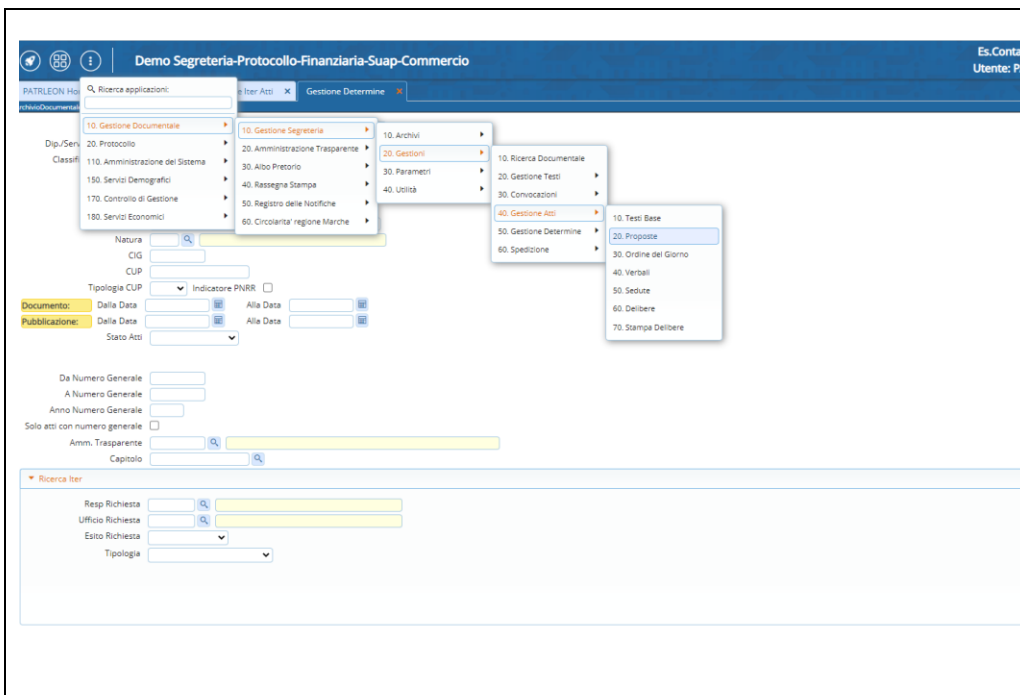 Demo Segreteria-Protocollo-Finanziaria-Suap-Commercio
Es.Conta
Utente: P
PATRLEON Ho
e Iter Atti X
Gestione Determine X
rchivioDocumentale
Ricerca applicazioni:
10. Gestione Documentale
20. Protocollo
110. Amministrazione del Sistema
150. Servizi Demografici
170. Controllo di Gestione
180. Servizi Economici
10. Gestione Segreteria
20. Amministrazione Trasparente
30. Albo Pretorio
40. Rassegna Stampa
50. Registro delle Notifiche
60. Circolarita' regione Marche
10. Archivi
20. Gestioni
30. Parametri
40. Utilità
10. Ricerca Documentale
20. Gestione Testi
30. Convocazioni
40. Gestione Atti
50. Gestione Determine
60. Spedizione
10. Testi Base
20. Proposte
30. Ordine del Giorno
40. Verbali
50. Sedute
60. Delibere
70. Stampa Delibere
Dip./Serv
Classifi
Natura
CIG
CUP
Tipologia CUP Indicatore PNRR
Documento: Dalla Data Alla Data
Pubblicazione: Dalla Data Alla Data
Stato Atti
Da Numero Generale
A Numero Generale
Anno Numero Generale
Solo atti con numero generale
Amm. Trasparente
Capitolo
Ricerca Iter
Resp Richiesta
Ufficio Richiesta
Esito Richiesta
Tipologia